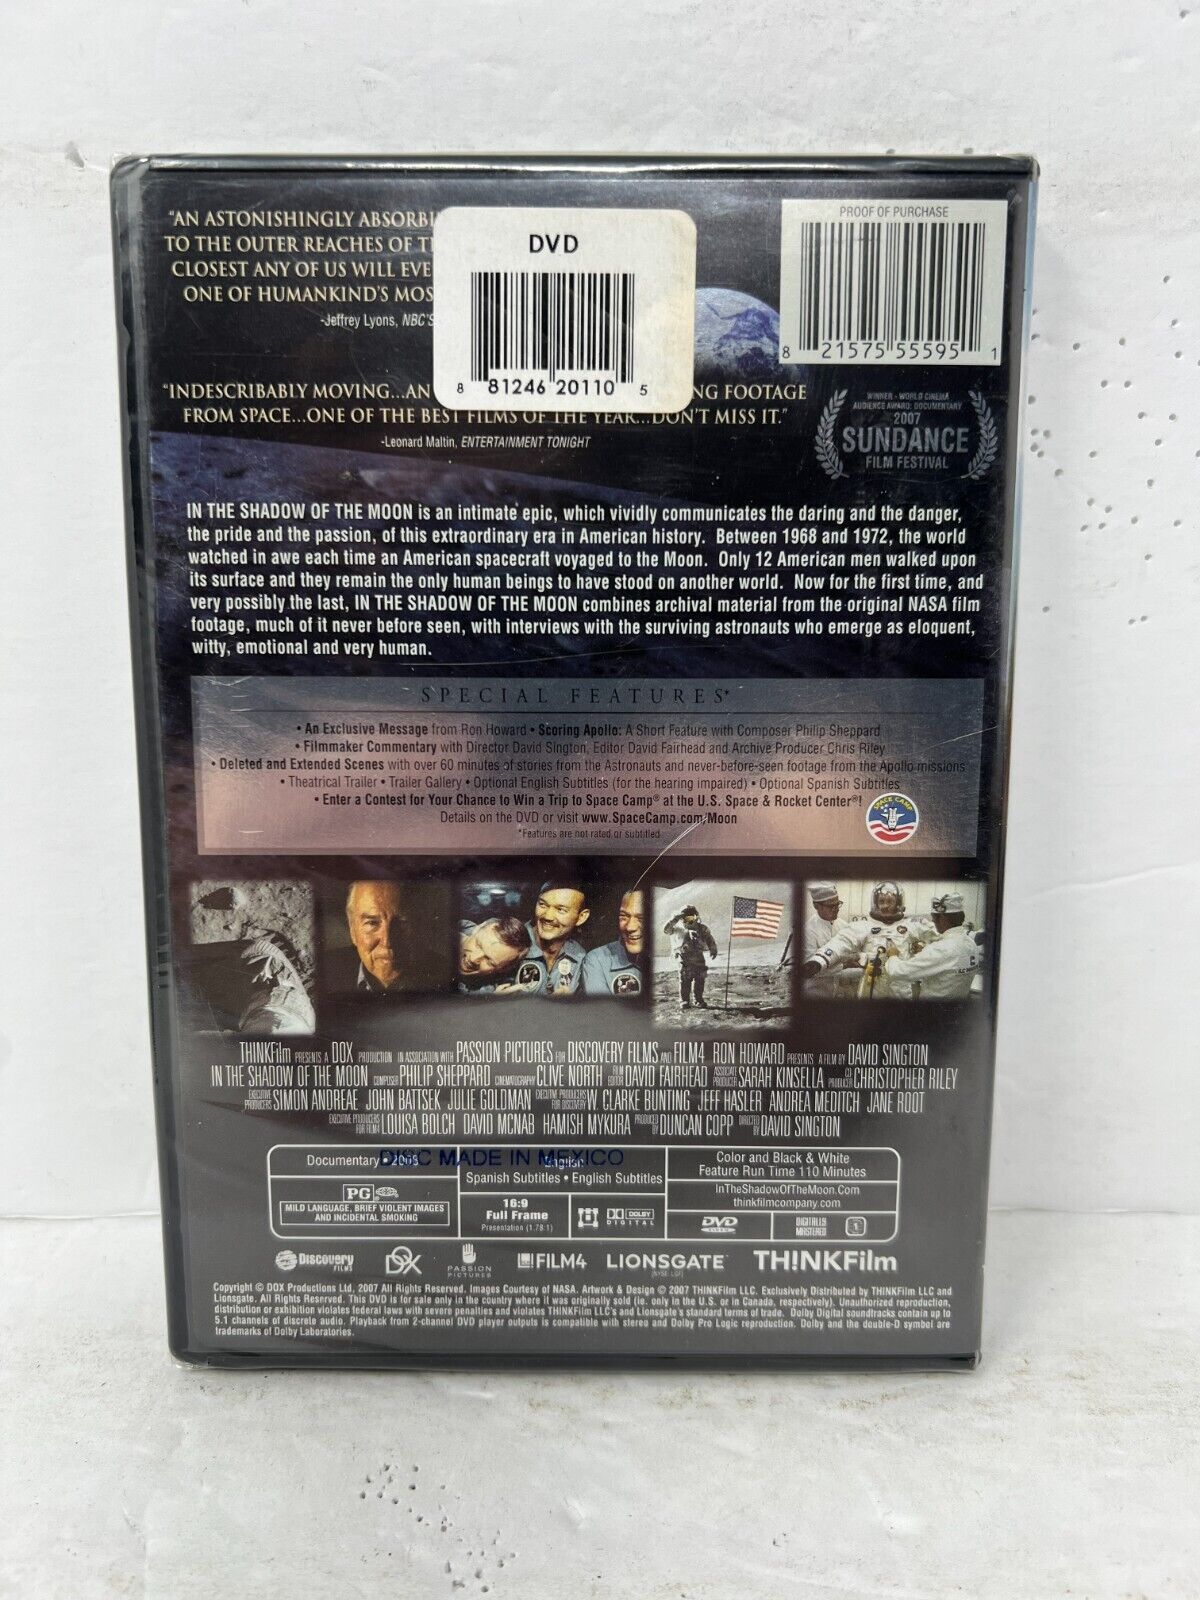 "AN ASTONISHINGLY ABSORBI
TO THE OUTER REACHES OF T
CLOSEST ANY OF US WILL EVE
ONE OF HUMANKIND'S MOS
-Jeffrey Lyons, NBC'S
DVD
8 81246 20110 5
PROOF OF PURCHASE
8 21575 55595 1
"INDESCRIBABLY MOVING...AN NG FOOTAGE
FROM SPACE...ONE OF THE BEST FILMS OF THE YEAR...DON'T MISS IT."
-Leonard Maltin, ENTERTAINMENT TONIGHT
WINNER - WORLD CINEMA
AUDIENCE AWARD: DOCUMENTARY
2007
SUNDANCE
FILM FESTIVAL
IN THE SHADOW OF THE MOON is an intimate epic, which vividly communicates the daring and the danger,
the pride and the passion, of this extraordinary era in American history. Between 1968 and 1972, the world
watched in awe each time an American spacecraft voyaged to the Moon. Only 12 American men walked upon
its surface and they remain the only human beings to have stood on another world. Now for the first time, and
very possibly the last, IN THE SHADOW OF THE MOON combines archival material from the original NASA film
footage, much of it never before seen, with interviews with the surviving astronauts who emerge as eloquent,
witty, emotional and very human.
SPECIAL FEATURES*
• An Exclusive Message from Ron Howard • Scoring Apollo: A Short Feature with Composer Philip Sheppard
• Filmmaker Commentary with Director David Sington, Editor David Fairhead and Archive Producer Chris Riley
• Deleted and Extended Scenes with over 60 minutes of stories from the Astronauts and never-before-seen footage from the Apollo missions
• Theatrical Trailer • Trailer Gallery • Optional English Subtitles (for the hearing impaired) • Optional Spanish Subtitles
• Enter a Contest for Your Chance to Win a Trip to Space Camp® at the U.S. Space & Rocket Center®!
Details on the DVD or visit www.SpaceCamp.com/Moon
*Features are not rated or subtitled
SPACE CAMP
THINKFilm PRESENTS A DOX PRODUCTION IN ASSOCIATION WITH PASSION PICTURES FOR DISCOVERY FILMS AND FILM4 RON HOWARD PRESENTS A FILM BY DAVID SINGTON
IN THE SHADOW OF THE MOON COMPOSER PHILIP SHEPPARD CINEMATOGRAPHY CLIVE NORTH FILM EDITOR DAVID FAIRHEAD ASSOCIATE PRODUCER SARAH KINSELLA CO PRODUCER CHRISTOPHER RILEY
EXECUTIVE PRODUCERS SIMON ANDREAE JOHN BATTSEK JULIE GOLDMAN EXECUTIVE PRODUCERS FOR DISCOVERY W. CLARKE BUNTING JEFF HASLER ANDREA MEDITCH JANE ROOT
EXECUTIVE PRODUCERS FOR FILM4 LOUISA BOLCH DAVID MCNAB HAMISH MYKURA PRODUCED BY DUNCAN COPP DIRECTED BY DAVID SINGTON
DISC MADE IN MEXICO
Documentary • 2008
PG
MILD LANGUAGE, BRIEF VIOLENT IMAGES
AND INCIDENTAL SMOKING
English
Spanish Subtitles • English Subtitles
16:9
Full Frame
Presentation (1.78:1)
DOLBY
DIGITAL
Color and Black & White
Feature Run Time 110 Minutes
InTheShadowOfTheMoon.Com
thinkfilmcompany.com
DVD
VIDEO
DIGITALLY
MASTERED
1
Discovery
FILMS
DOX
PASSION
PICTURES
FILM4
LIONSGATE
(NYSE: LGF)
TH!NKFilm
Copyright © DOX Productions Ltd, 2007 All Rights Reserved. Images Courtesy of NASA. Artwork & Design © 2007 THINKFilm LLC. Exclusively Distributed by THINKFilm LLC and
Lionsgate. All Rights Reserved. This DVD is for sale only in the country where it was originally sold (ie. only in the U.S. or in Canada, respectively). Unauthorized reproduction,
distribution or exhibition violates federal laws with severe penalties and violates THINKFilm LLC's and Lionsgate's standard terms of trade. Dolby Digital soundtracks contain up to
5.1 channels of discrete audio. Playback from 2-channel DVD player outputs is compatible with stereo and Dolby Pro Logic reproduction. Dolby and the double-D symbol are
trademarks of Dolby Laboratories.